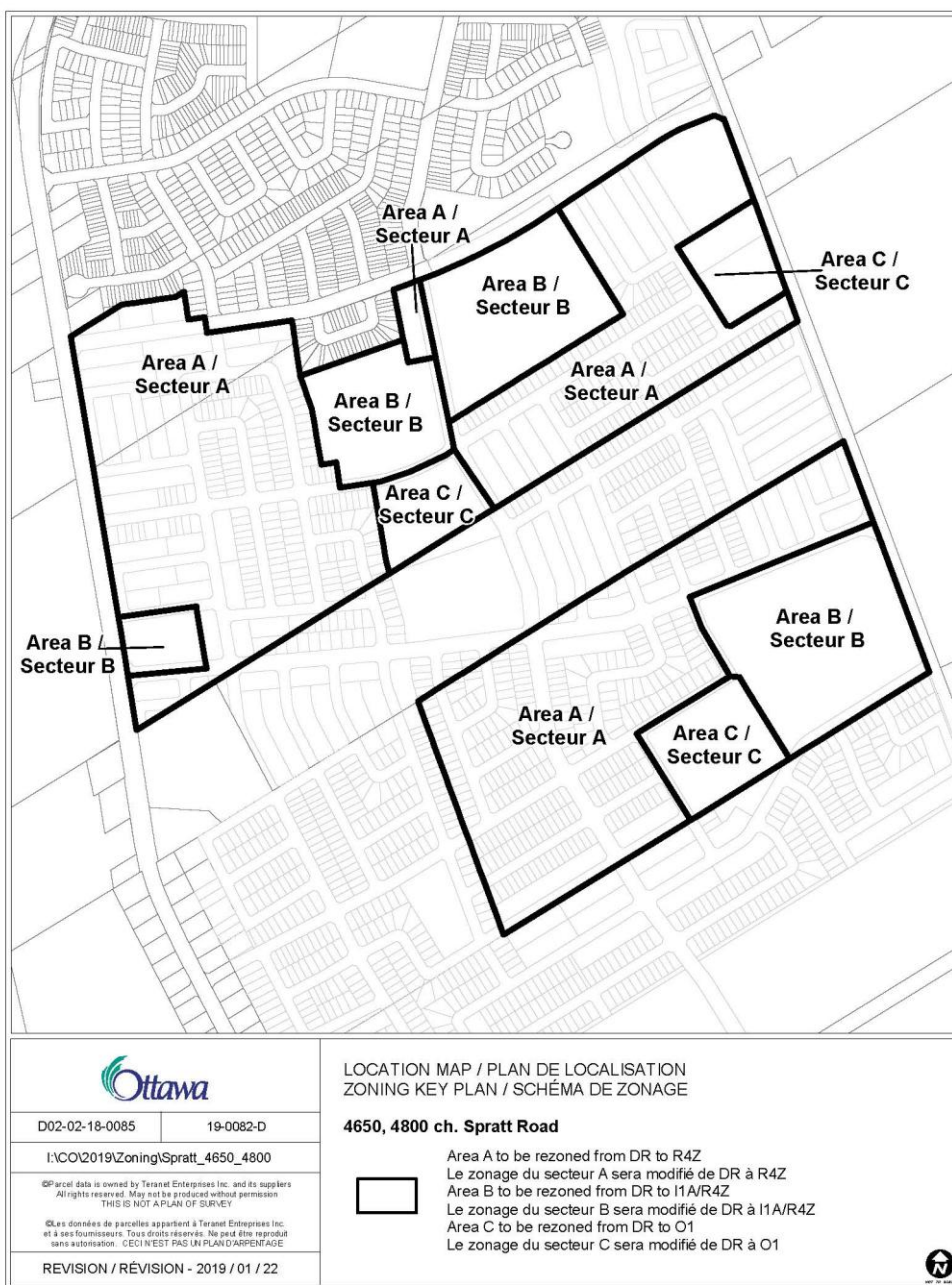 Area A /
Secteur A
Area C /
Secteur C
Area B /
Secteur B
Area A /
Secteur A
Area A /
Secteur A
Area B /
Secteur B
Area C /
Secteur C
Area B /
Secteur B
Area B /
Secteur B
Area A /
Secteur A
Area C /
Secteur C
Ottawa
D02-02-18-0085
19-0082-D
I:\CO\2019\Zoning\Spratt_4650_4800
©Parcel data is owned by Teranet Enterprises Inc. and its suppliers
All rights reserved. May not be produced without permission
THIS IS NOT A PLAN OF SURVEY
©Les données de parcelles appartient à Teranet Entreprises Inc.
et à ses fournisseurs. Tous droits réservés. Ne peut être reproduit
sans autorisation. CECI N'EST PAS UN PLAN D'ARPENTAGE
REVISION / RÉVISION - 2019 / 01 / 22
LOCATION MAP / PLAN DE LOCALISATION
ZONING KEY PLAN / SCHÉMA DE ZONAGE
4650, 4800 ch. Spratt Road
Area A to be rezoned from DR to R4Z
Le zonage du secteur A sera modifié de DR à R4Z
Area B to be rezoned from DR to I1A/R4Z
Le zonage du secteur B sera modifié de DR à I1A/R4Z
Area C to be rezoned from DR to O1
Le zonage du secteur C sera modifié de DR à O1
N